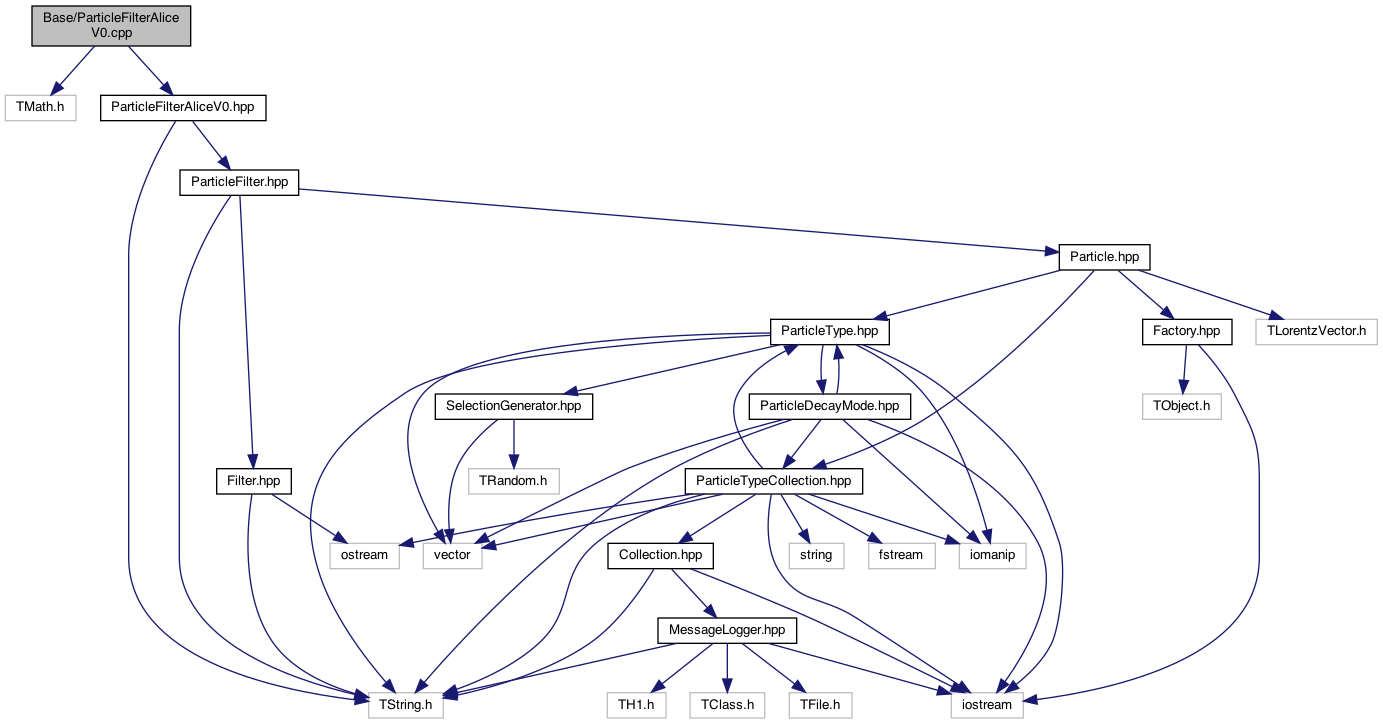 Base/ParticleFilterAlice
V0.cpp
TMath.h
ParticleFilterAliceV0.hpp
ParticleFilter.hpp
Particle.hpp
ParticleType.hpp
Factory.hpp
TLorentzVector.h
SelectionGenerator.hpp
ParticleDecayMode.hpp
TObject.h
Filter.hpp
TRandom.h
ParticleTypeCollection.hpp
ostream
vector
Collection.hpp
string
fstream
iomanip
MessageLogger.hpp
TString.h
TH1.h
TClass.h
TFile.h
iostream